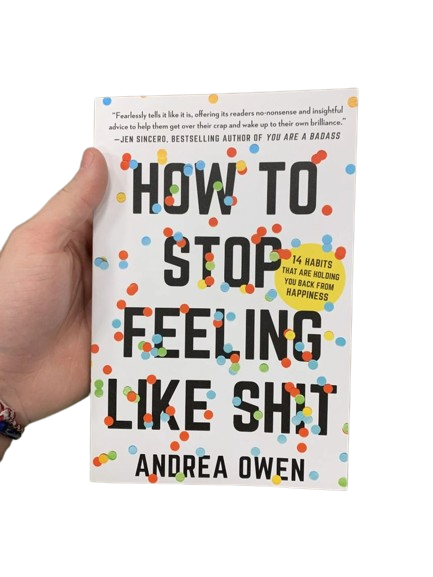 "Fearlessly tells it like it is, offering its readers no-nonsense and insightful
advice to help them get over their crap and wake up to their own brilliance."
—JEN SINCERO, BESTSELLING AUTHOR OF YOU ARE A BADASS
HOW TO
STOP
14 HABITS
THAT ARE HOLDING
YOU BACK FROM
HAPPINESS
FEELING
LIKE SHIT
ANDREA OWEN